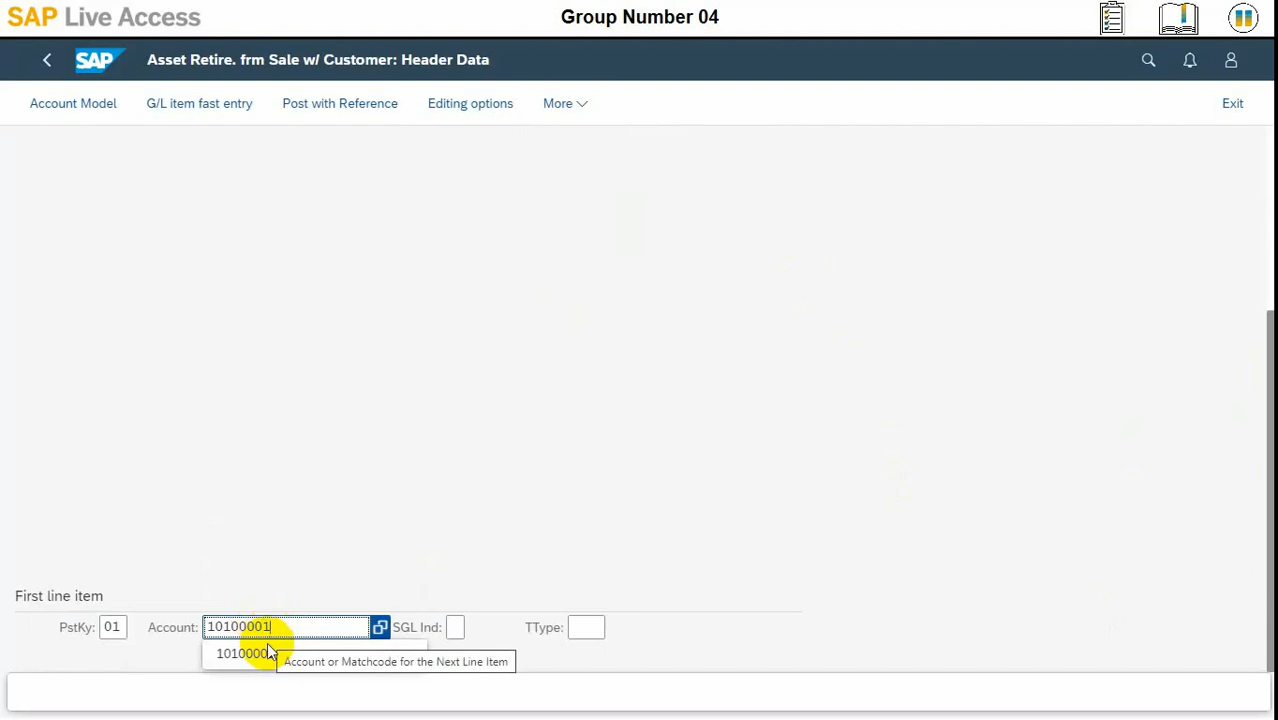 SAP Live Access
Group Number 04
SAP
Asset Retire. frm Sale w/ Customer: Header Data
Account Model
G/L item fast entry
Post with Reference
Editing options
More
Exit
First line item
PstKy: 01
Account: 10100001
SGL Ind:
TType:
Account or Matchcode for the Next Line Item